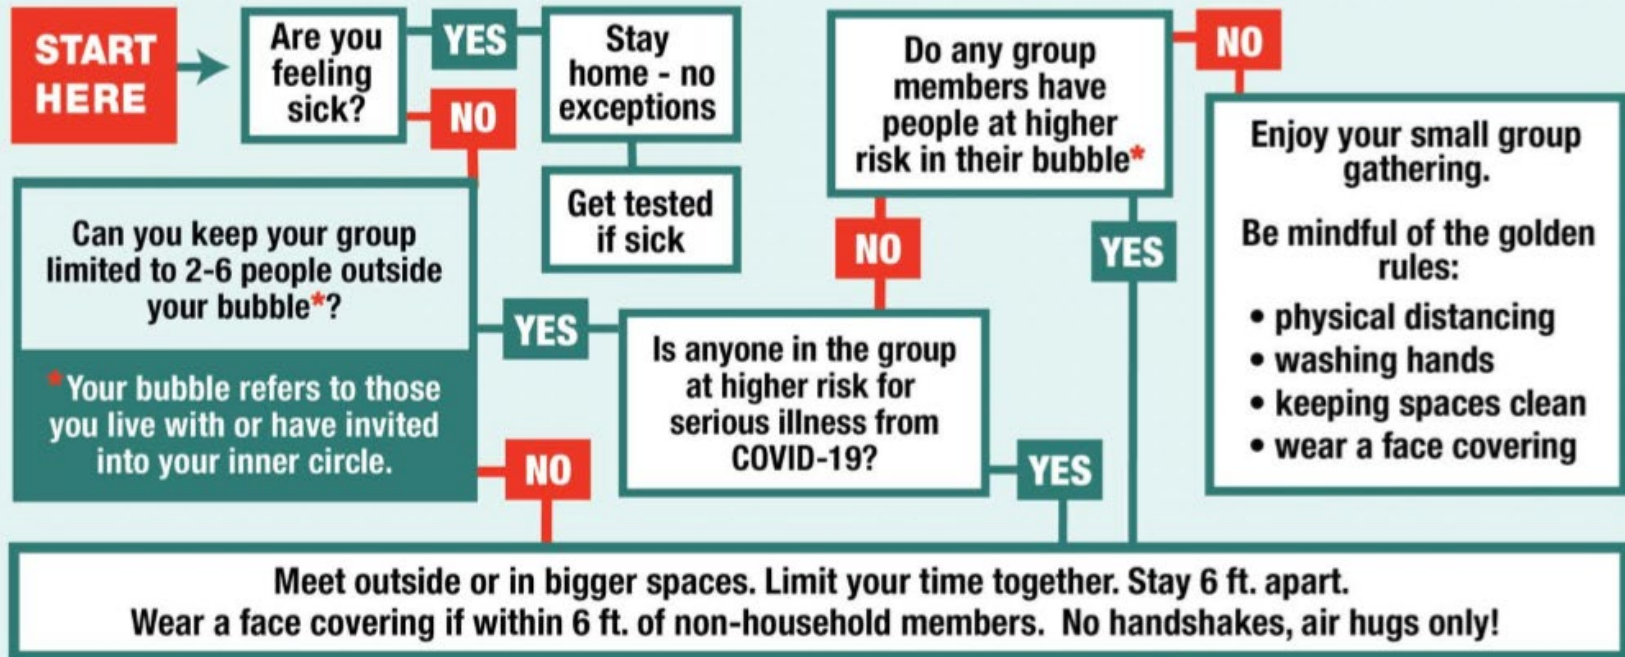 START
HERE
Are you
feeling
sick?
YES
Stay
home - no
exceptions
NO
Get tested
if sick
Can you keep your group
limited to 2-6 people outside
your bubble*?
*Your bubble refers to those
you live with or have invited
into your inner circle.
YES
NO
Is anyone in the group
at higher risk for
serious illness from
COVID-19?
YES
NO
Do any group
members have
people at higher
risk in their bubble*
YES
NO
Enjoy your small group
gathering.
Be mindful of the golden
rules:
• physical distancing
• washing hands
• keeping spaces clean
• wear a face covering
Meet outside or in bigger spaces. Limit your time together. Stay 6 ft. apart.
Wear a face covering if within 6 ft. of non-household members. No handshakes, air hugs only!